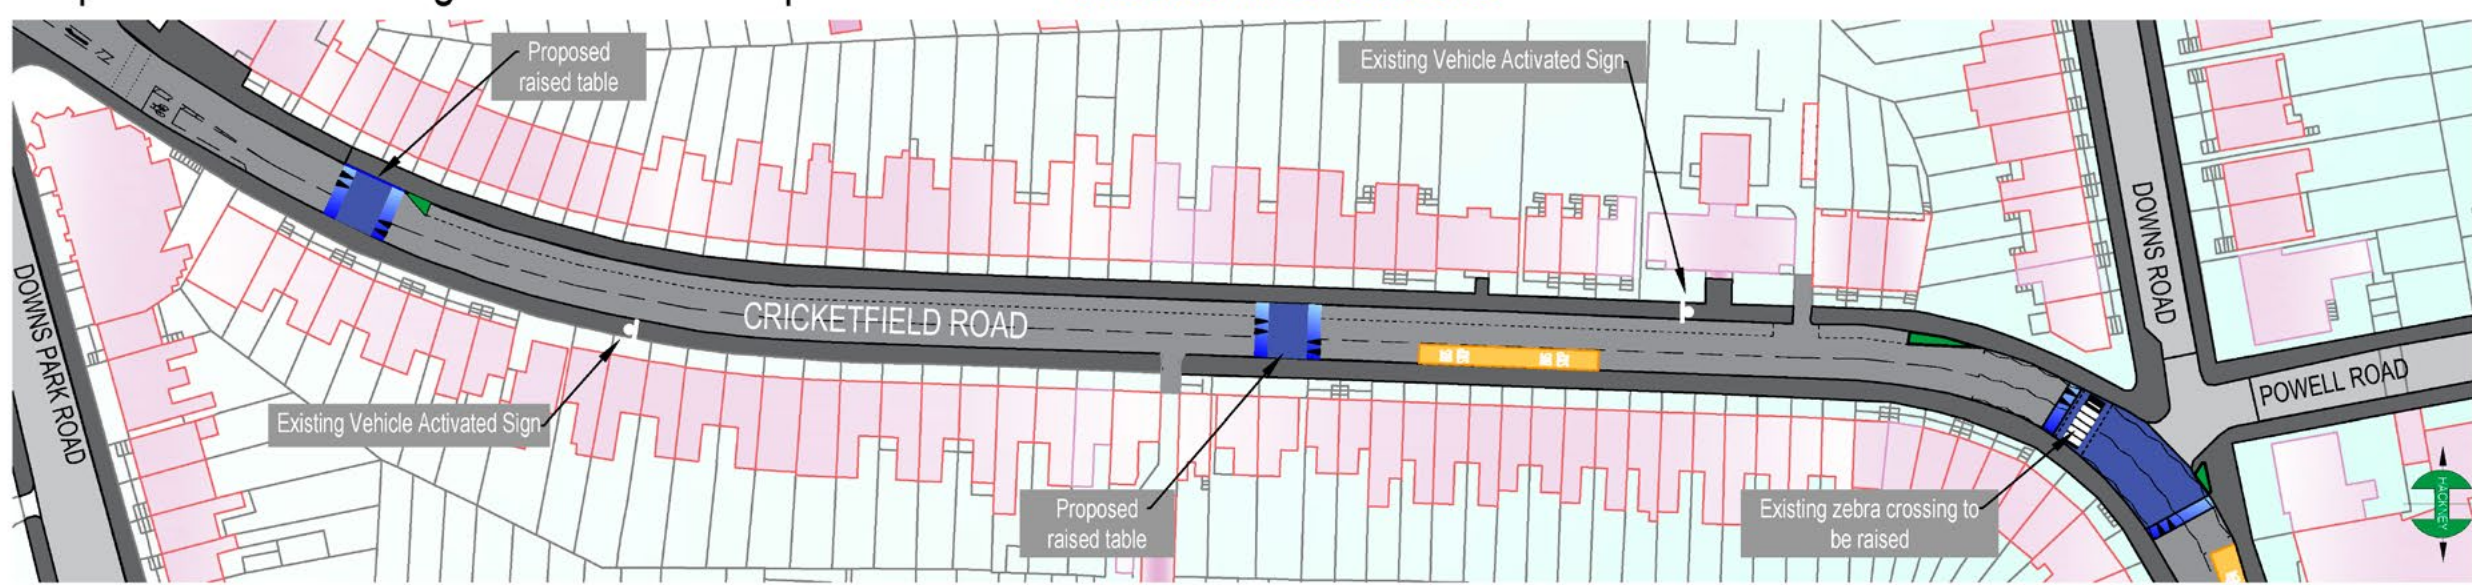 Proposed
raised table
Existing Vehicle Activated Sign
DOWNS ROAD
CRICKETFIELD ROAD
DOWNS PARK ROAD
POWELL ROAD
Existing Vehicle Activated Sign
Proposed
raised table
Existing zebra crossing to
be raised
HACKNEY